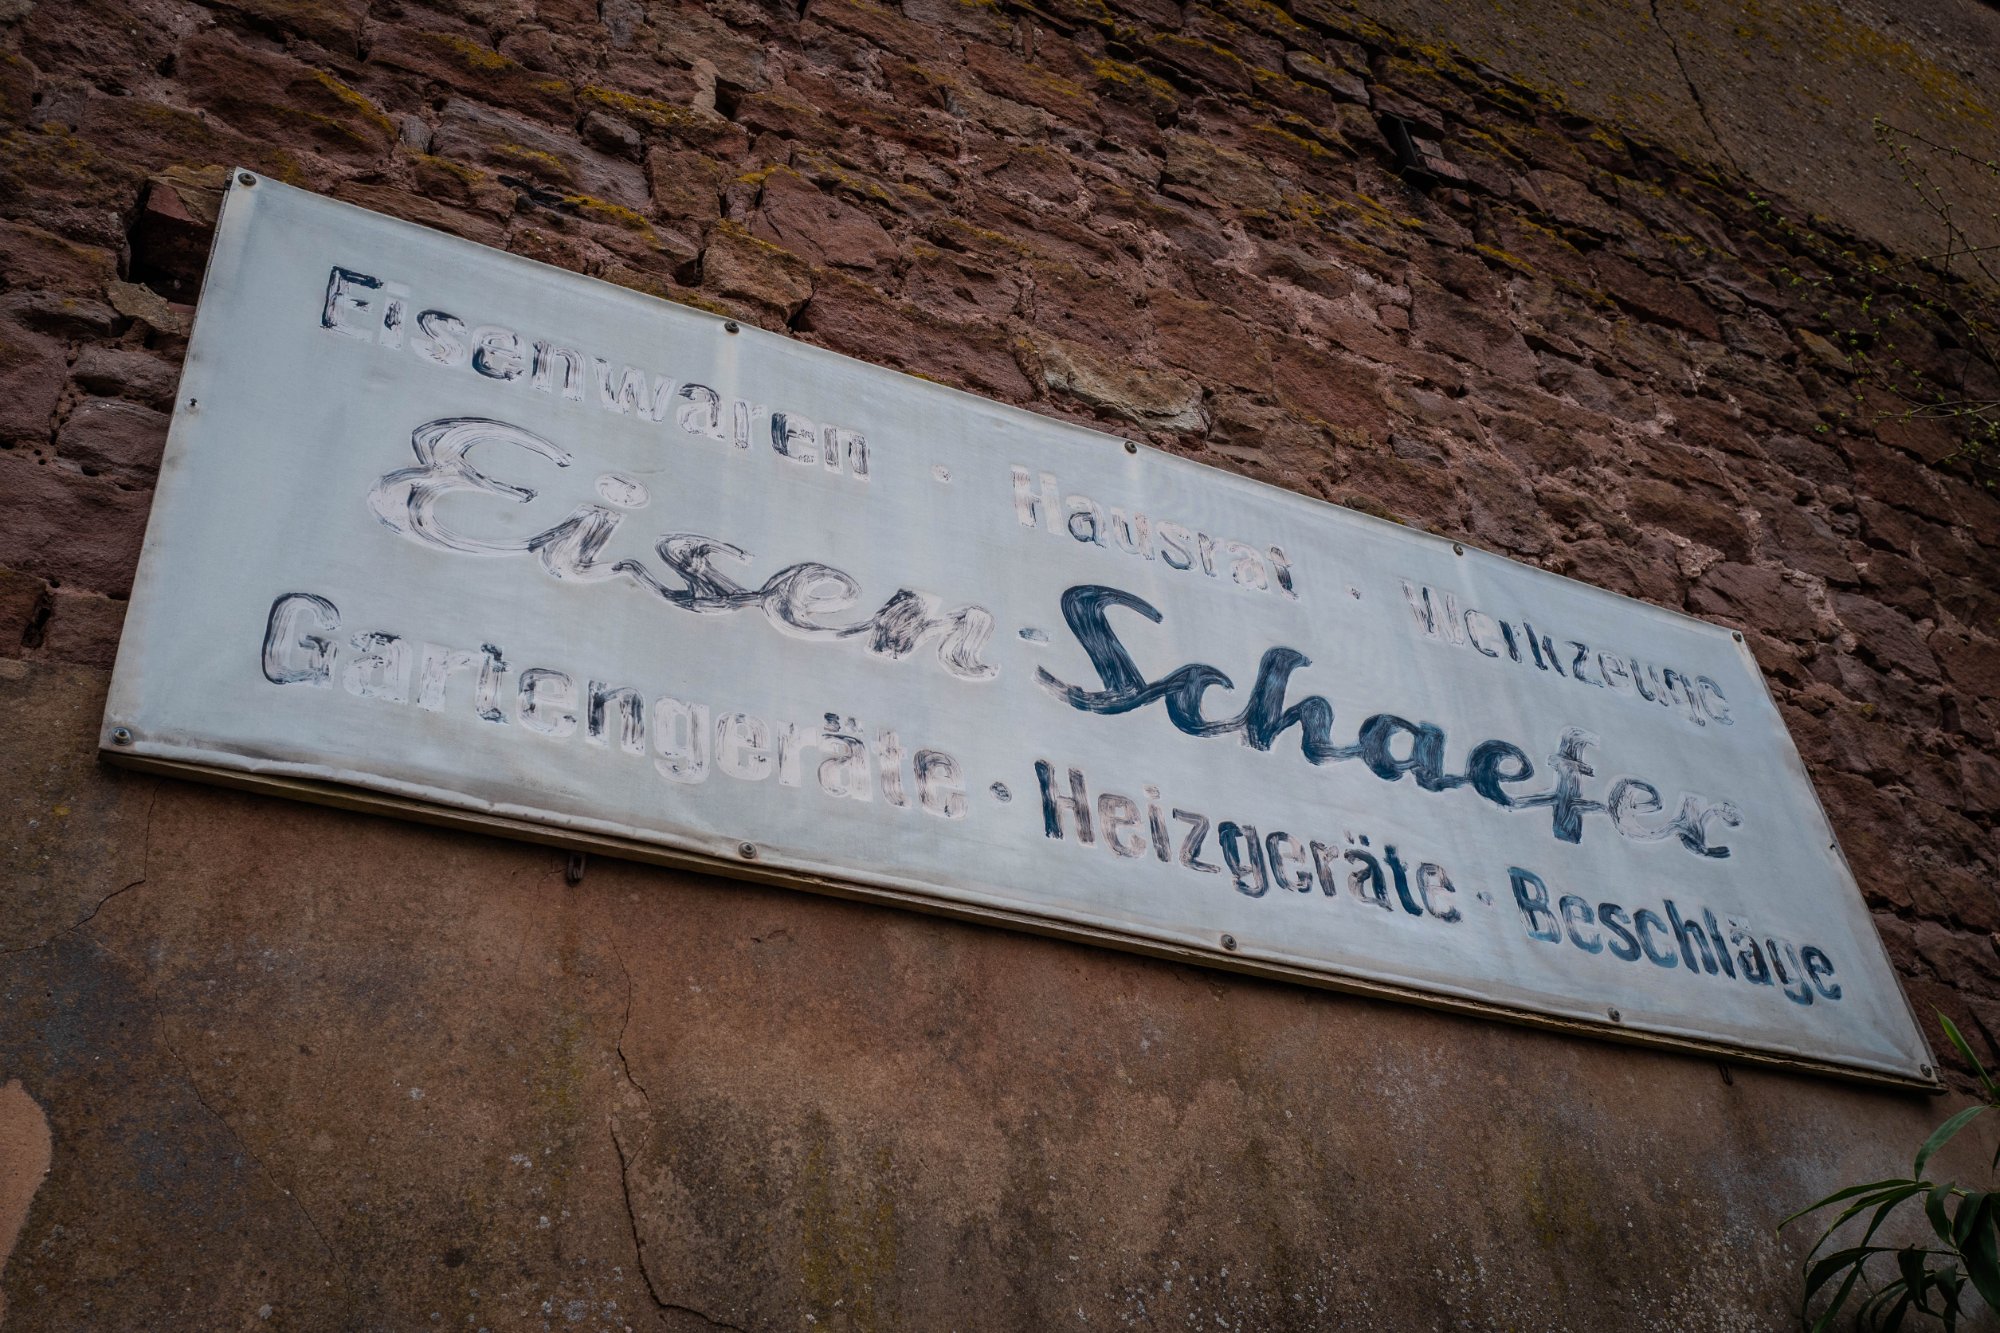 Eisenwaren · Hausrat · Werkzeuge
Eisen-Schaefer
Gartengeräte · Heizgeräte · Beschläge